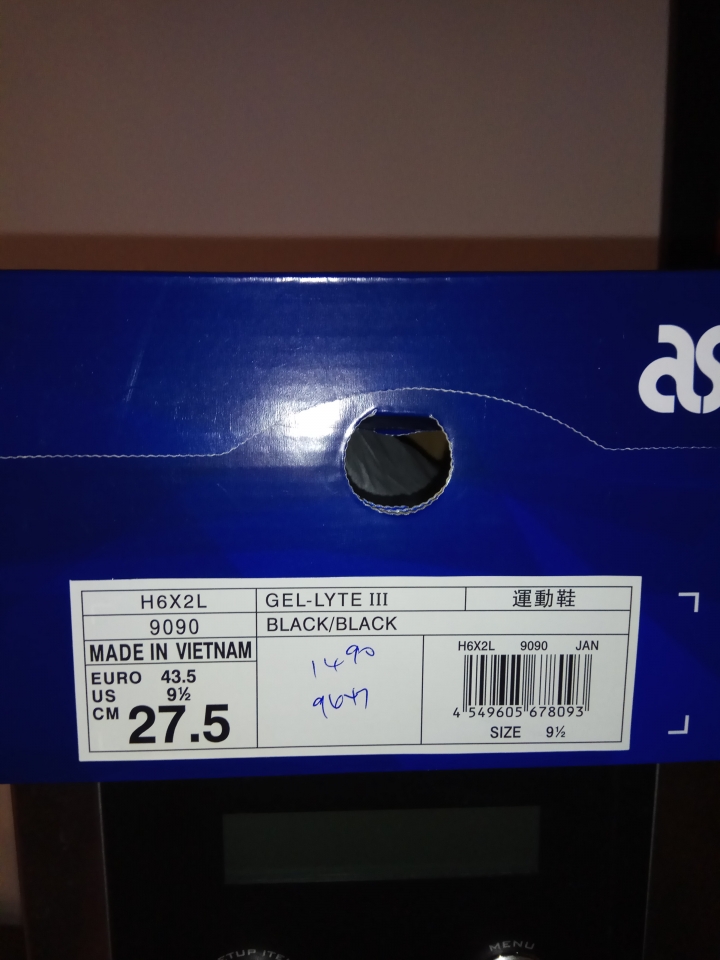 as
H6X2L GEL-LYTE III 運動鞋
9090 BLACK/BLACK
MADE IN VIETNAM
EURO 43.5
US 9½
CM 27.5
1490
H6X2L 9090 JAN
4 549605 678093
SIZE 9½
MENU